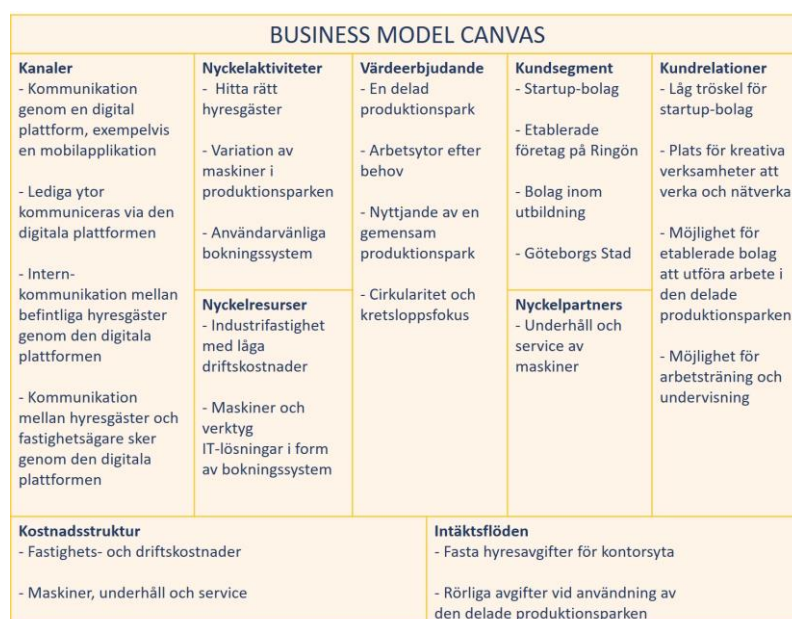 BUSINESS MODEL CANVAS
Kanaler
- Kommunikation
genom en digital
plattform, exempelvis
en mobilapplikation
- Lediga ytor
kommuniceras via den
digitala plattformen
- Intern-
kommunikation mellan
befintliga hyresgäster
genom den digitala
plattformen
- Kommunikation
mellan hyresgäster och
fastighetsägare sker
genom den digitala
plattformen
Nyckelaktiviteter
- Hitta rätt
hyresgäster
- Variation av
maskiner i
produktionsparken
- Användarvänliga
bokningssystem
Nyckelresurser
- Industrifastighet
med låga
driftskostnader
- Maskiner och
verktyg
IT-lösningar i form
av bokningssystem
Värdeerbjudande
- En delad
produktionspark
- Arbetsytor efter
behov
- Nyttjande av en
gemensam
produktionspark
- Cirkularitet och
kretsloppsfokus
Kundsegment
- Startup-bolag
- Etablerade
företag på Ringön
- Bolag inom
utbildning
- Göteborgs Stad
Nyckelpartners
- Underhåll och
service av
maskiner
Kundrelationer
- Låg tröskel för
startup-bolag
- Plats för kreativa
verksamheter att
verka och nätverka
- Möjlighet för
etablerade bolag
att utföra arbete i
den delade
produktionsparken
- Möjlighet för
arbetsträning och
undervisning
Kostnadsstruktur
- Fastighets- och driftskostnader
- Maskiner, underhåll och service
Intäktsflöden
- Fasta hyresavgifter för kontorsyta
- Rörliga avgifter vid användning av
den delade produktionsparken